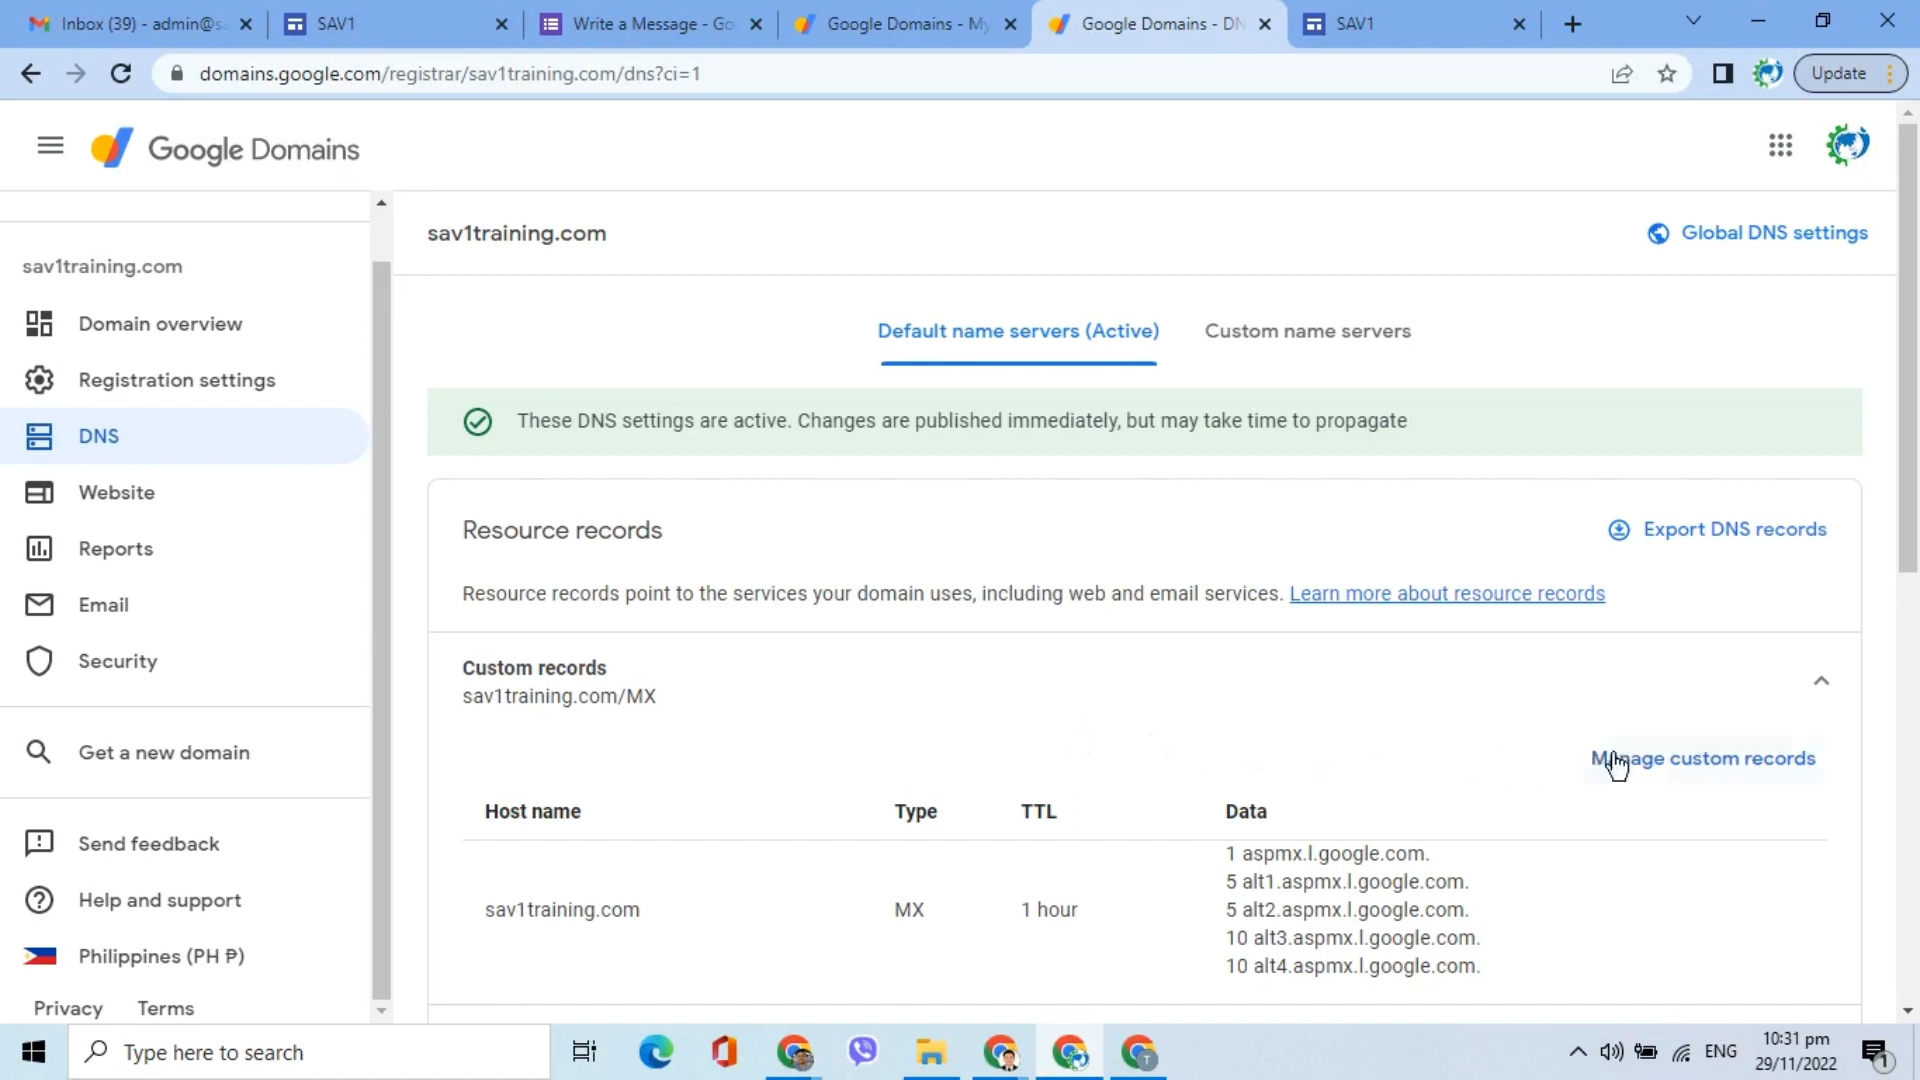 Inbox (39) - admin@sa
SAV1
Write a Message - Go
Google Domains - My
Google Domains - DN
SAV1
domains.google.com/registrar/sav1training.com/dns?ci=1
Update
Google Domains
sav1training.com
Global DNS settings
sav1training.com
Domain overview
Registration settings
DNS
Website
Reports
Email
Security
Get a new domain
Send feedback
Help and support
Philippines (PH ₱)
Privacy
Terms
Default name servers (Active)
Custom name servers
These DNS settings are active. Changes are published immediately, but may take time to propagate
Resource records
Export DNS records
Resource records point to the services your domain uses, including web and email services. Learn more about resource records
Custom records
sav1training.com/MX
Manage custom records
Host name
Type
TTL
Data
sav1training.com
MX
1 hour
1 aspmx.l.google.com.
5 alt1.aspmx.l.google.com.
5 alt2.aspmx.l.google.com.
10 alt3.aspmx.l.google.com.
10 alt4.aspmx.l.google.com.
Type here to search
T
ENG
10:31 pm
29/11/2022
1